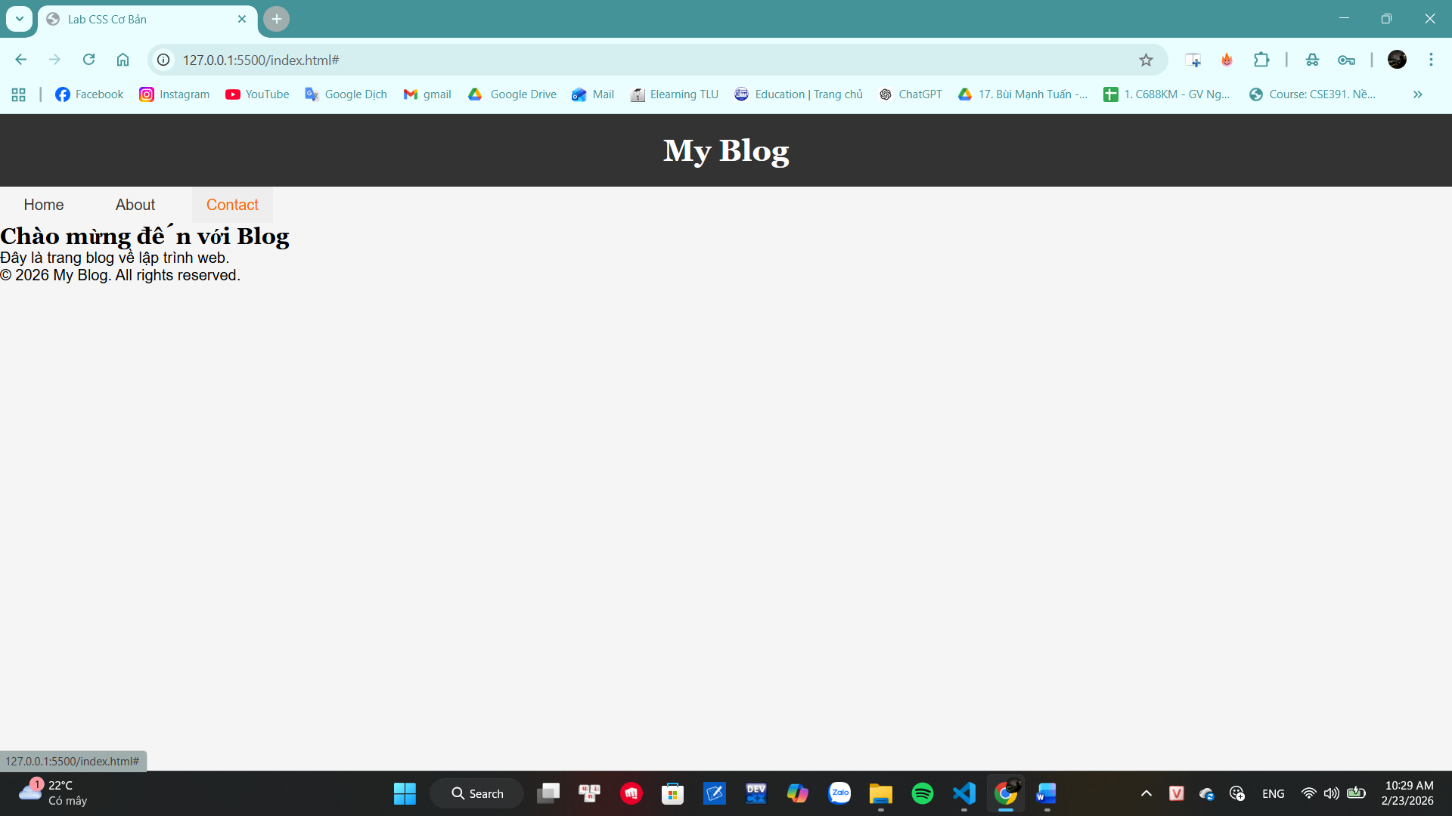 Lab CSS Cơ Bản
127.0.0.1:5500/index.html#
Facebook Instagram YouTube Google Dịch gmail Google Drive Mail Elearning TLU Education | Trang chủ ChatGPT 17. Bùi Mạnh Tuấn -... 1. C688KM - GV Ng... Course: CSE391. Nề...
My Blog
Home About Contact
Chào mừng đến với Blog
Đây là trang blog về lập trình web.
© 2026 My Blog. All rights reserved.
127.0.0.1:5500/index.html#
1 22°C
Có mây
Search
DEV
Zalo
V
ENG
10:29 AM
2/23/2026